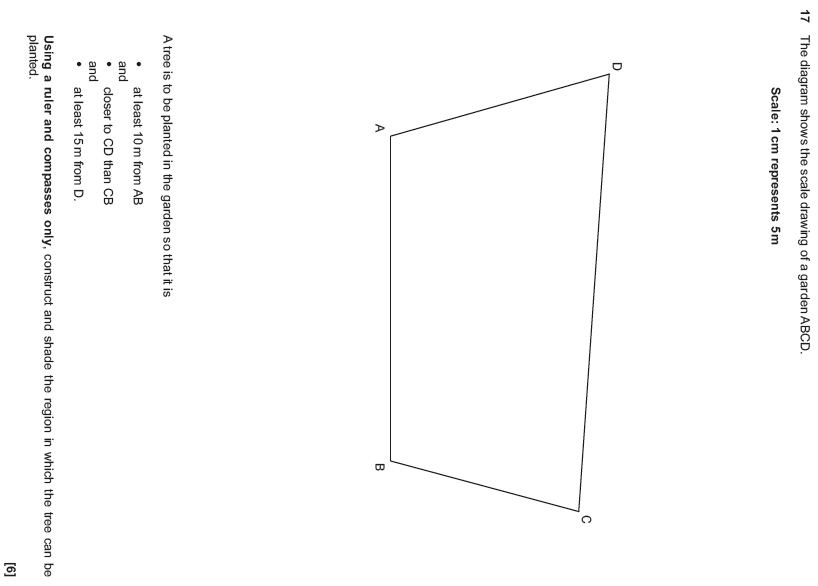 17 The diagram shows the scale drawing of a garden ABCD.
Scale: 1 cm represents 5 m
D
C
A
B
A tree is to be planted in the garden so that it is
• at least 10 m from AB
and
• closer to CD than CB
and
• at least 15 m from D.
Using a ruler and compasses only, construct and shade the region in which the tree can be
planted.
[6]